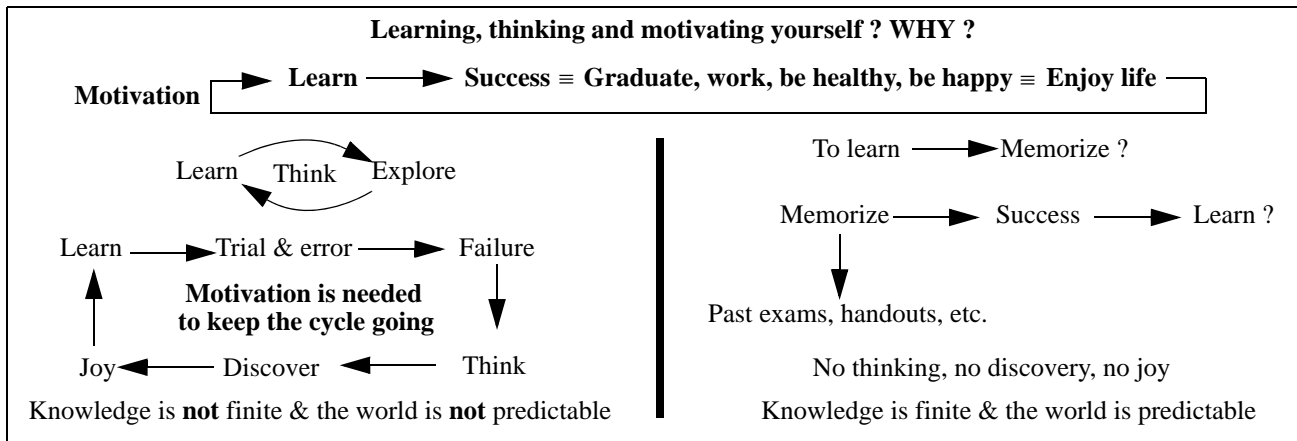 Learning, thinking and motivating yourself ? WHY ?
Motivation
Learn
Success ≡ Graduate, work, be healthy, be happy ≡ Enjoy life
Learn
Think
Explore
Learn
Trial & error
Failure
Motivation is needed
to keep the cycle going
Joy
Discover
Think
Knowledge is not finite & the world is not predictable
To learn
Memorize ?
Memorize
Success
Learn ?
Past exams, handouts, etc.
No thinking, no discovery, no joy
Knowledge is finite & the world is predictable